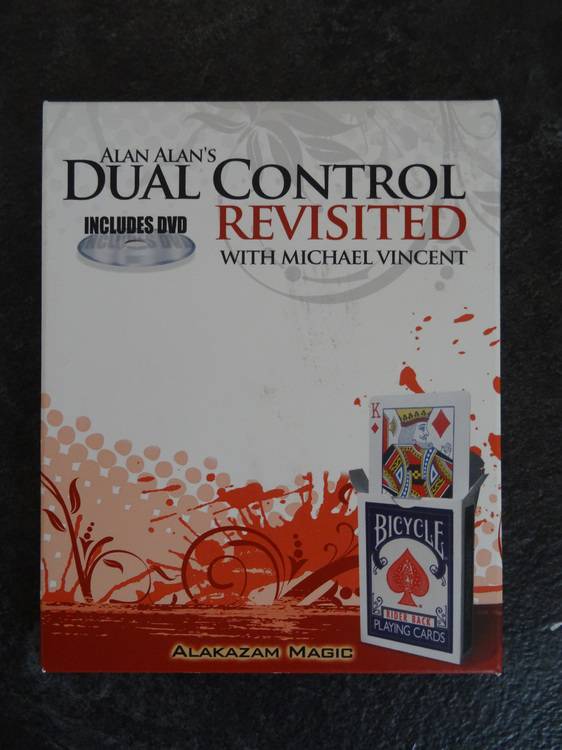 ALAN ALAN'S
DUAL CONTROL
INCLUDES DVD
REVISITED
WITH MICHAEL VINCENT
K
BICYCLE
RIDER BACK
PLAYING CARDS
ALAKAZAM MAGIC